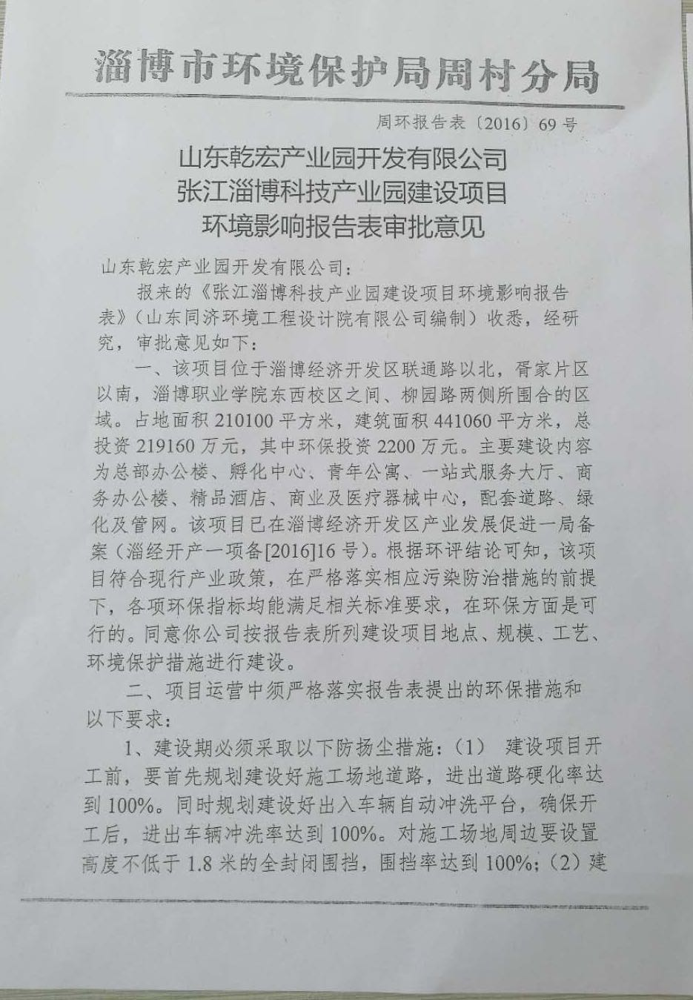 淄博市环境保护局周村分局
周环报告表〔2016〕69号
山东乾宏产业园开发有限公司
张江淄博科技产业园建设项目
环境影响报告表审批意见
山东乾宏产业园开发有限公司：
报来的《张江淄博科技产业园建设项目环境影响报告
表》（山东同济环境工程设计院有限公司编制）收悉，经研
究，审批意见如下：
一、该项目位于淄博经济开发区联通路以北，胥家片区
以南，淄博职业学院东西校区之间、柳园路两侧所围合的区
域。占地面积 210100 平方米，建筑面积 441060 平方米，总
投资 219160 万元，其中环保投资 2200 万元。主要建设内容
为总部办公楼、孵化中心、青年公寓、一站式服务大厅、商
务办公楼、精品酒店、商业及医疗器械中心，配套道路、绿
化及管网。该项目已在淄博经济开发区产业发展促进一局备
案（淄经开产一项备[2016]16 号）。根据环评结论可知，该项
目符合现行产业政策，在严格落实相应污染防治措施的前提
下，各项环保指标均能满足相关标准要求，在环保方面是可
行的。同意你公司按报告表所列建设项目地点、规模、工艺、
环境保护措施进行建设。
二、项目运营中须严格落实报告表提出的环保措施和
以下要求：
1、建设期必须采取以下防扬尘措施：（1） 建设项目开
工前，要首先规划建设好施工场地道路，进出道路硬化率达
到 100%。同时规划建设好出入车辆自动冲洗平台，确保开
工后，进出车辆冲洗率达到 100%。对施工场地周边要设置
高度不低于 1.8 米的全封闭围挡，围挡率达到 100%；（2）建